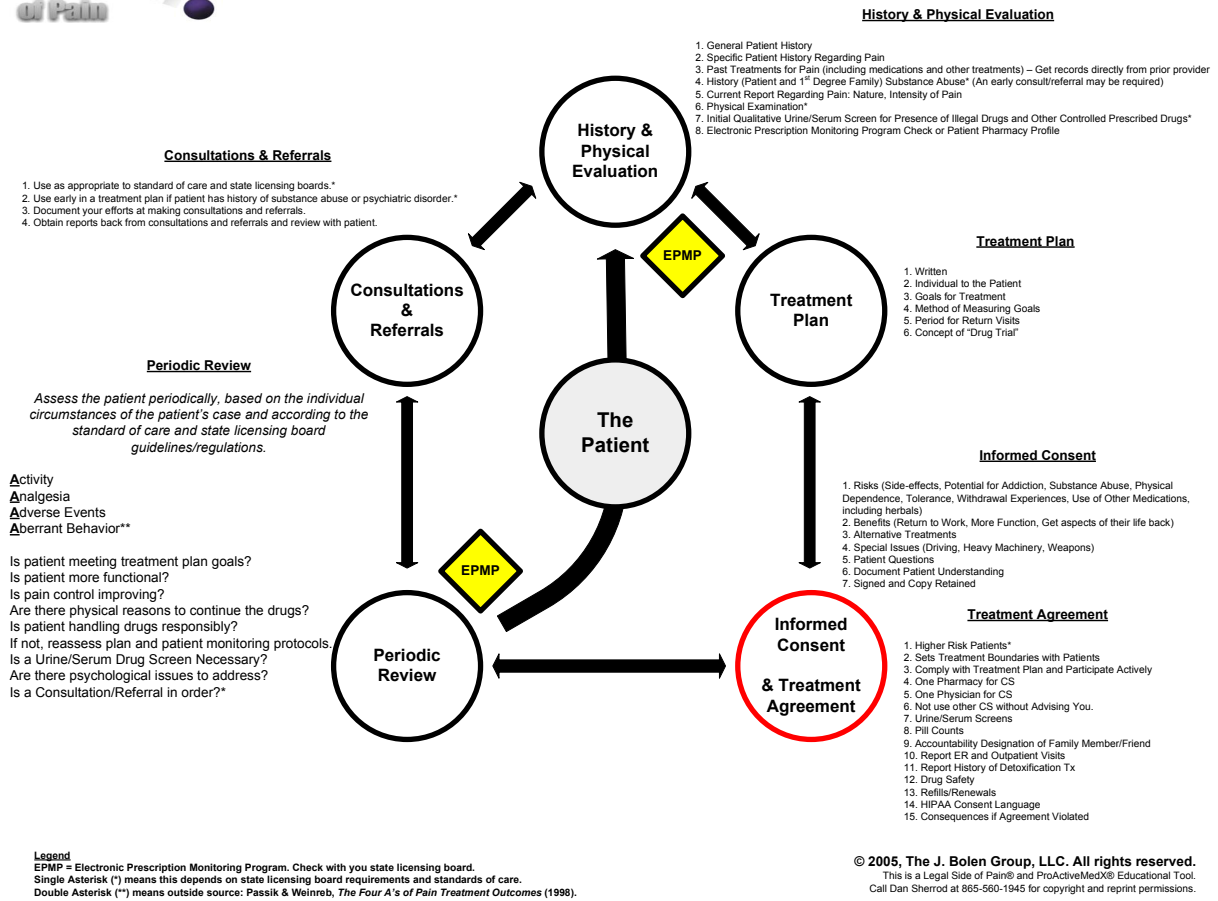 of Pain
History & Physical Evaluation
1. General Patient History
2. Specific Patient History Regarding Pain
3. Past Treatments for Pain (including medications and other treatments) – Get records directly from prior provider
4. History (Patient and 1st Degree Family) Substance Abuse* (An early consult/referral may be required)
5. Current Report Regarding Pain: Nature, Intensity of Pain
6. Physical Examination*
7. Initial Qualitative Urine/Serum Screen for Presence of Illegal Drugs and Other Controlled Prescribed Drugs*
8. Electronic Prescription Monitoring Program Check or Patient Pharmacy Profile
History &
Physical
Evaluation
Consultations & Referrals
1. Use as appropriate to standard of care and state licensing boards.*
2. Use early in a treatment plan if patient has history of substance abuse or psychiatric disorder.*
3. Document your efforts at making consultations and referrals.
4. Obtain reports back from consultations and referrals and review with patient.
EPMP
Consultations
&
Referrals
Treatment
Plan
Treatment Plan
1. Written
2. Individual to the Patient
3. Goals for Treatment
4. Method of Measuring Goals
5. Period for Return Visits
6. Concept of “Drug Trial”
Periodic Review
Assess the patient periodically, based on the individual
circumstances of the patient’s case and according to the
standard of care and state licensing board
guidelines/regulations.
The
Patient
Activity
Analgesia
Adverse Events
Aberrant Behavior**
Is patient meeting treatment plan goals?
Is patient more functional?
Is pain control improving?
Are there physical reasons to continue the drugs?
Is patient handling drugs responsibly?
If not, reassess plan and patient monitoring protocols.
Is a Urine/Serum Drug Screen Necessary?
Are there psychological issues to address?
Is a Consultation/Referral in order?*
EPMP
Periodic
Review
Informed
Consent
& Treatment
Agreement
Informed Consent
1. Risks (Side-effects, Potential for Addiction, Substance Abuse, Physical
Dependence, Tolerance, Withdrawal Experiences, Use of Other Medications,
including herbals)
2. Benefits (Return to Work, More Function, Get aspects of their life back)
3. Alternative Treatments
4. Special Issues (Driving, Heavy Machinery, Weapons)
5. Patient Questions
6. Document Patient Understanding
7. Signed and Copy Retained
Treatment Agreement
1. Higher Risk Patients*
2. Sets Treatment Boundaries with Patients
3. Comply with Treatment Plan and Participate Actively
4. One Pharmacy for CS
5. One Physician for CS
6. Not use other CS without Advising You.
7. Urine/Serum Screens
8. Pill Counts
9. Accountability Designation of Family Member/Friend
10. Report ER and Outpatient Visits
11. Report History of Detoxification Tx
12. Drug Safety
13. Refills/Renewals
14. HIPAA Consent Language
15. Consequences if Agreement Violated
Legend
EPMP = Electronic Prescription Monitoring Program. Check with you state licensing board.
Single Asterisk (*) means this depends on state licensing board requirements and standards of care.
Double Asterisk (**) means outside source: Passik & Weinreb, The Four A’s of Pain Treatment Outcomes (1998).
© 2005, The J. Bolen Group, LLC. All rights reserved.
This is a Legal Side of Pain® and ProActiveMedX® Educational Tool.
Call Dan Sherrod at 865-560-1945 for copyright and reprint permissions.